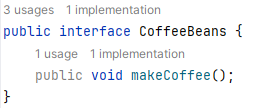 3 usages   1 implementation
public interface CoffeeBeans {
    1 usage   1 implementation
    public void makeCoffee();
}